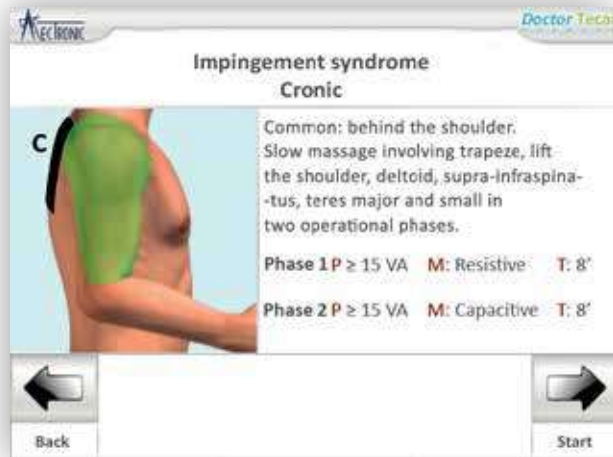 AECTRONIC
Doctor Tecar
Impingement syndrome
Cronic
C
Common: behind the shoulder.
Slow massage involving trapeze, lift
the shoulder, deltoid, supra-infraspina-
-tus, teres major and small in
two operational phases.
Phase 1 P ≥ 15 VA M: Resistive T: 8'
Phase 2 P ≥ 15 VA M: Capacitive T: 8'
Back
Start